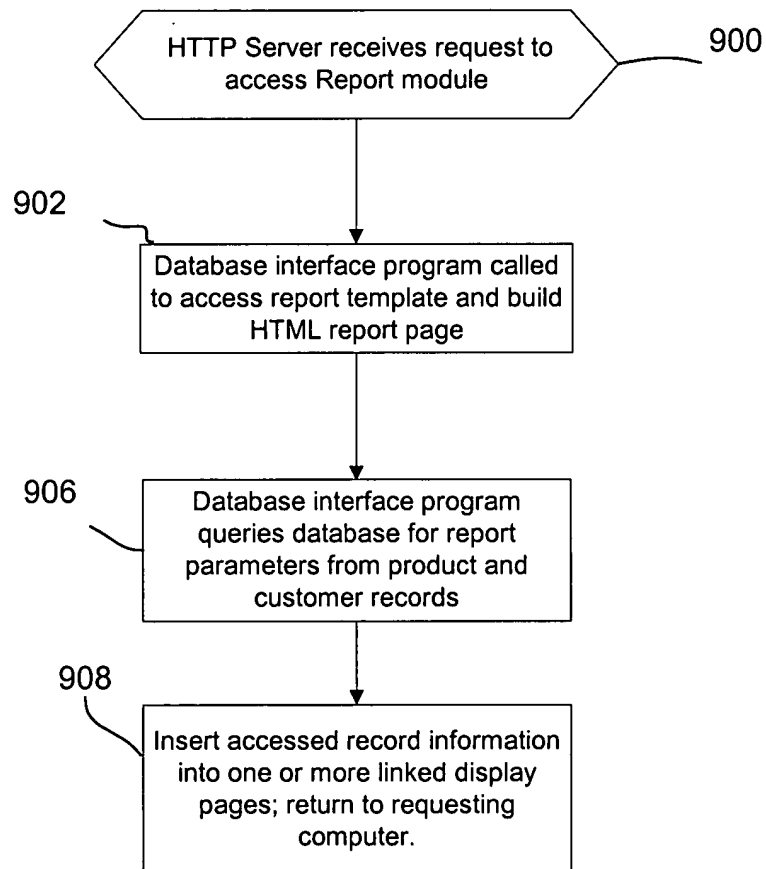 HTTP Server receives request to
access Report module
900
902
Database interface program called
to access report template and build
HTML report page
906
Database interface program
queries database for report
parameters from product and
customer records
908
Insert accessed record information
into one or more linked display
pages; return to requesting
computer.